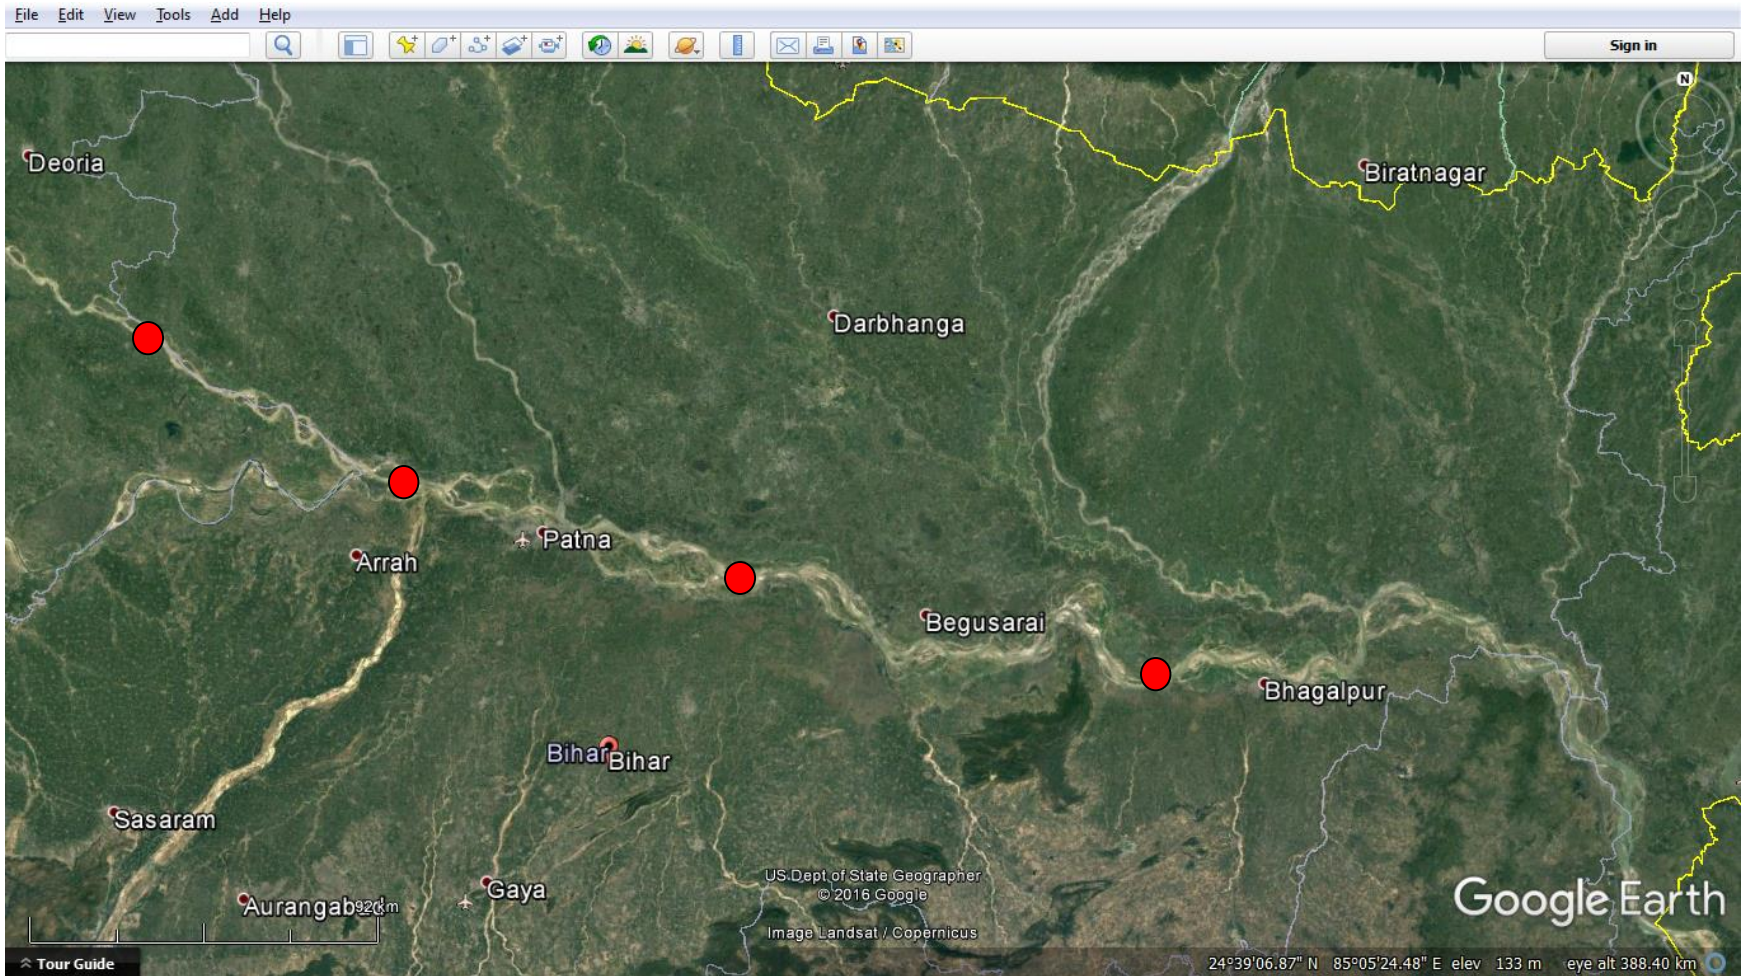 File Edit View Tools Add Help
Sign in
N
Deoria
Biratnagar
Darbhanga
Patna
Arrah
Begusarai
Bhagalpur
Bihar Bihar
Sasaram
Gaya
US Dept of State Geographer
© 2016 Google
Google Earth
92 km
Image Landsat / Copernicus
Tour Guide
24°39'06.87" N 85°05'24.48" E elev 133 m eye alt 388.40 km